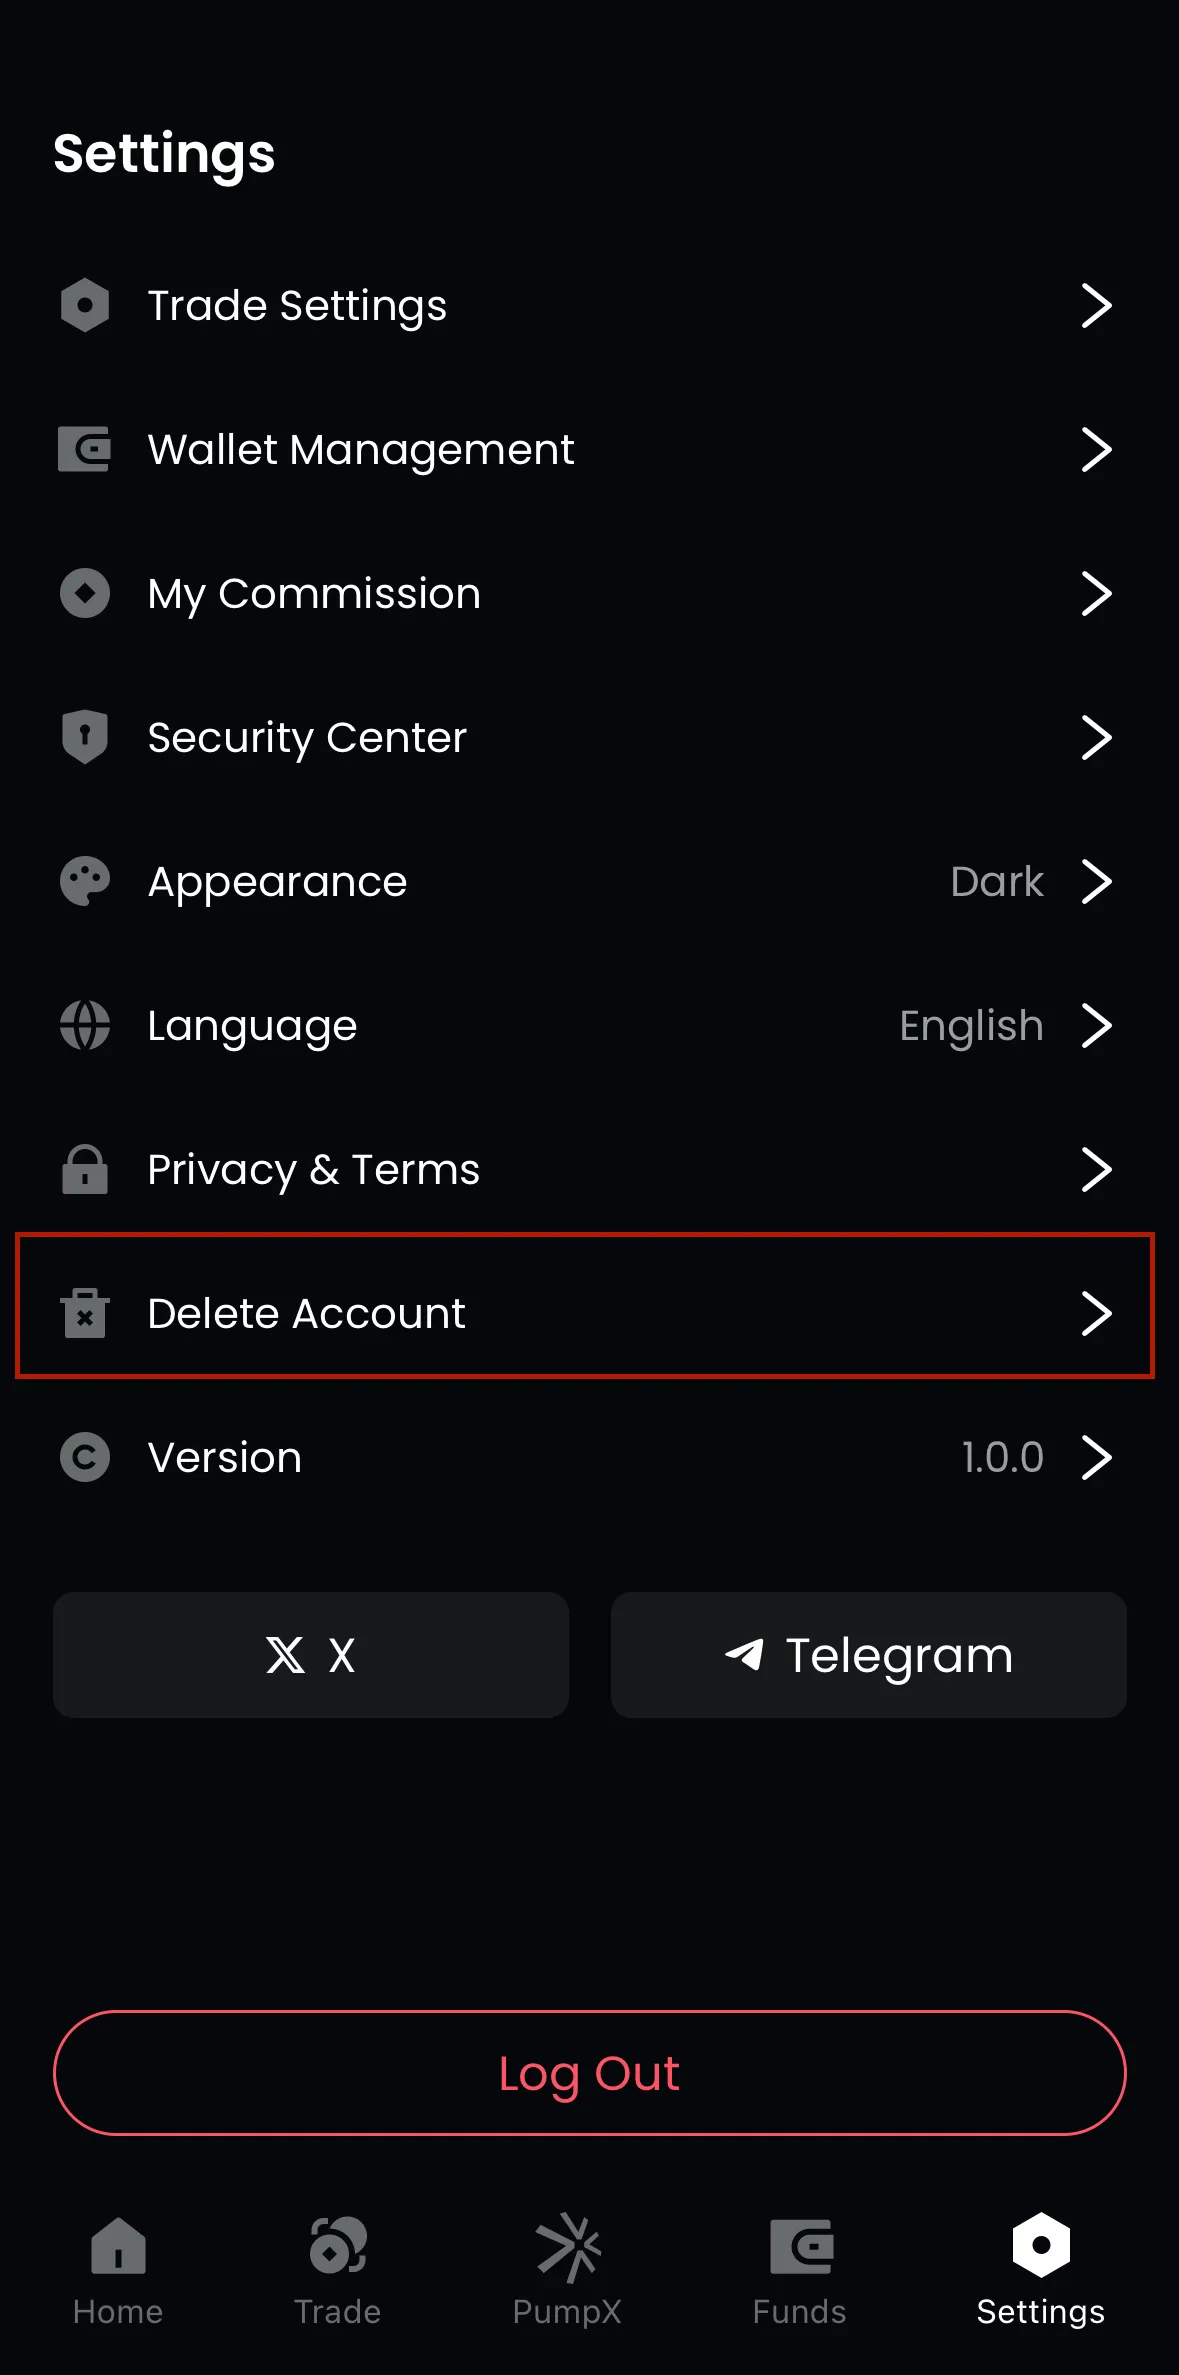 Settings
Trade Settings
Wallet Management
My Commission
Security Center
Appearance Dark
Language English
Privacy & Terms
Delete Account
Version 1.0.0
X Telegram
Log Out
Home Trade PumpX Funds Settings